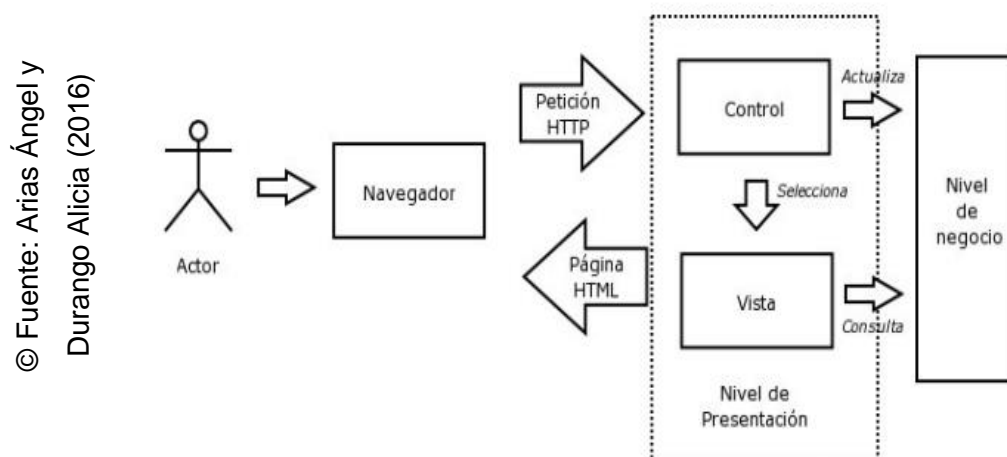 © Fuente: Arias Ángel y
Durango Alicia (2016)
Actor
Navegador
Petición
HTTP
Página
HTML
Control
Actualiza
Selecciona
Vista
Consulta
Nivel de
Presentación
Nivel
de
negocio